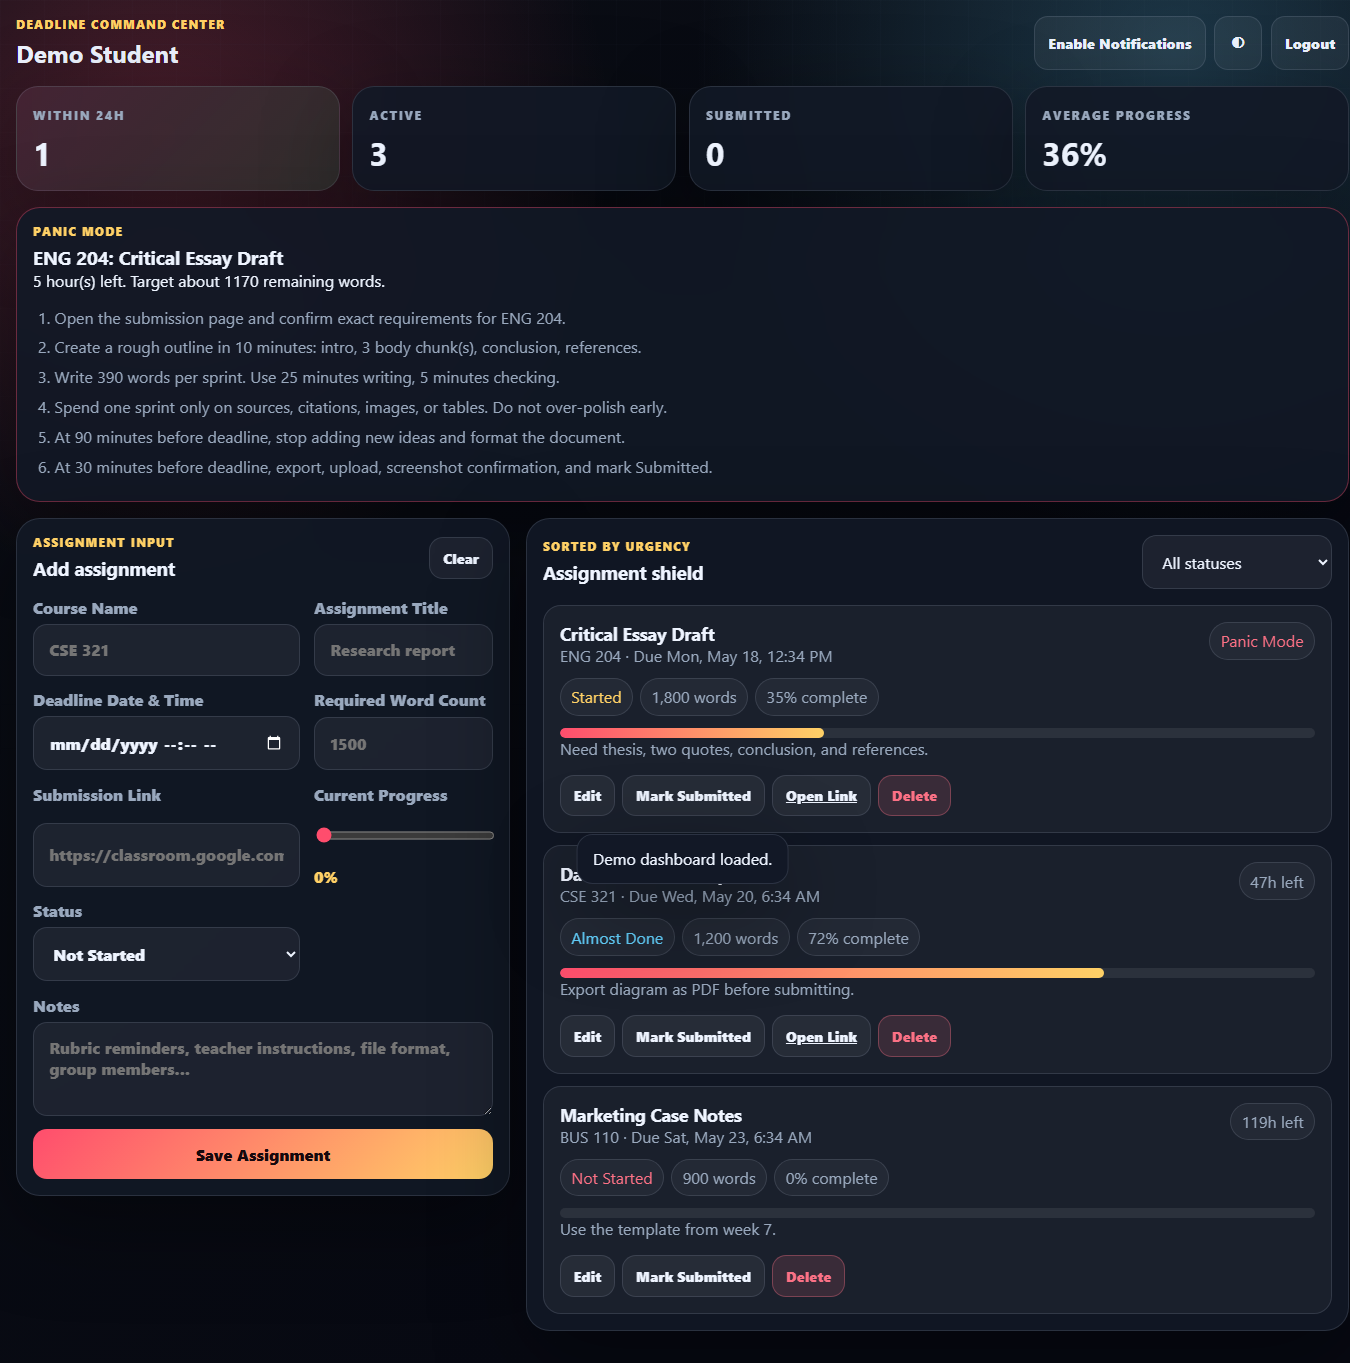 DEADLINE COMMAND CENTER
Demo Student
Enable Notifications
Logout
WITHIN 24H
1
ACTIVE
3
SUBMITTED
0
AVERAGE PROGRESS
36%
PANIC MODE
ENG 204: Critical Essay Draft
5 hour(s) left. Target about 1170 remaining words.
1. Open the submission page and confirm exact requirements for ENG 204.
2. Create a rough outline in 10 minutes: intro, 3 body chunk(s), conclusion, references.
3. Write 390 words per sprint. Use 25 minutes writing, 5 minutes checking.
4. Spend one sprint only on sources, citations, images, or tables. Do not over-polish early.
5. At 90 minutes before deadline, stop adding new ideas and format the document.
6. At 30 minutes before deadline, export, upload, screenshot confirmation, and mark Submitted.
ASSIGNMENT INPUT
Add assignment
Clear
Course Name
Assignment Title
CSE 321
Research report
Deadline Date & Time
Required Word Count
mm/dd/yyyy --:-- --
1500
Submission Link
Current Progress
https://classroom.google.com
0%
Status
Not Started
Notes
Rubric reminders, teacher instructions, file format,
group members...
Save Assignment
SORTED BY URGENCY
Assignment shield
All statuses
Critical Essay Draft
ENG 204 · Due Mon, May 18, 12:34 PM
Panic Mode
Started
1,800 words
35% complete
Need thesis, two quotes, conclusion, and references.
Edit
Mark Submitted
Open Link
Delete
Demo dashboard loaded.
CSE 321 · Due Wed, May 20, 6:34 AM
47h left
Almost Done
1,200 words
72% complete
Export diagram as PDF before submitting.
Edit
Mark Submitted
Open Link
Delete
Marketing Case Notes
BUS 110 · Due Sat, May 23, 6:34 AM
119h left
Not Started
900 words
0% complete
Use the template from week 7.
Edit
Mark Submitted
Delete